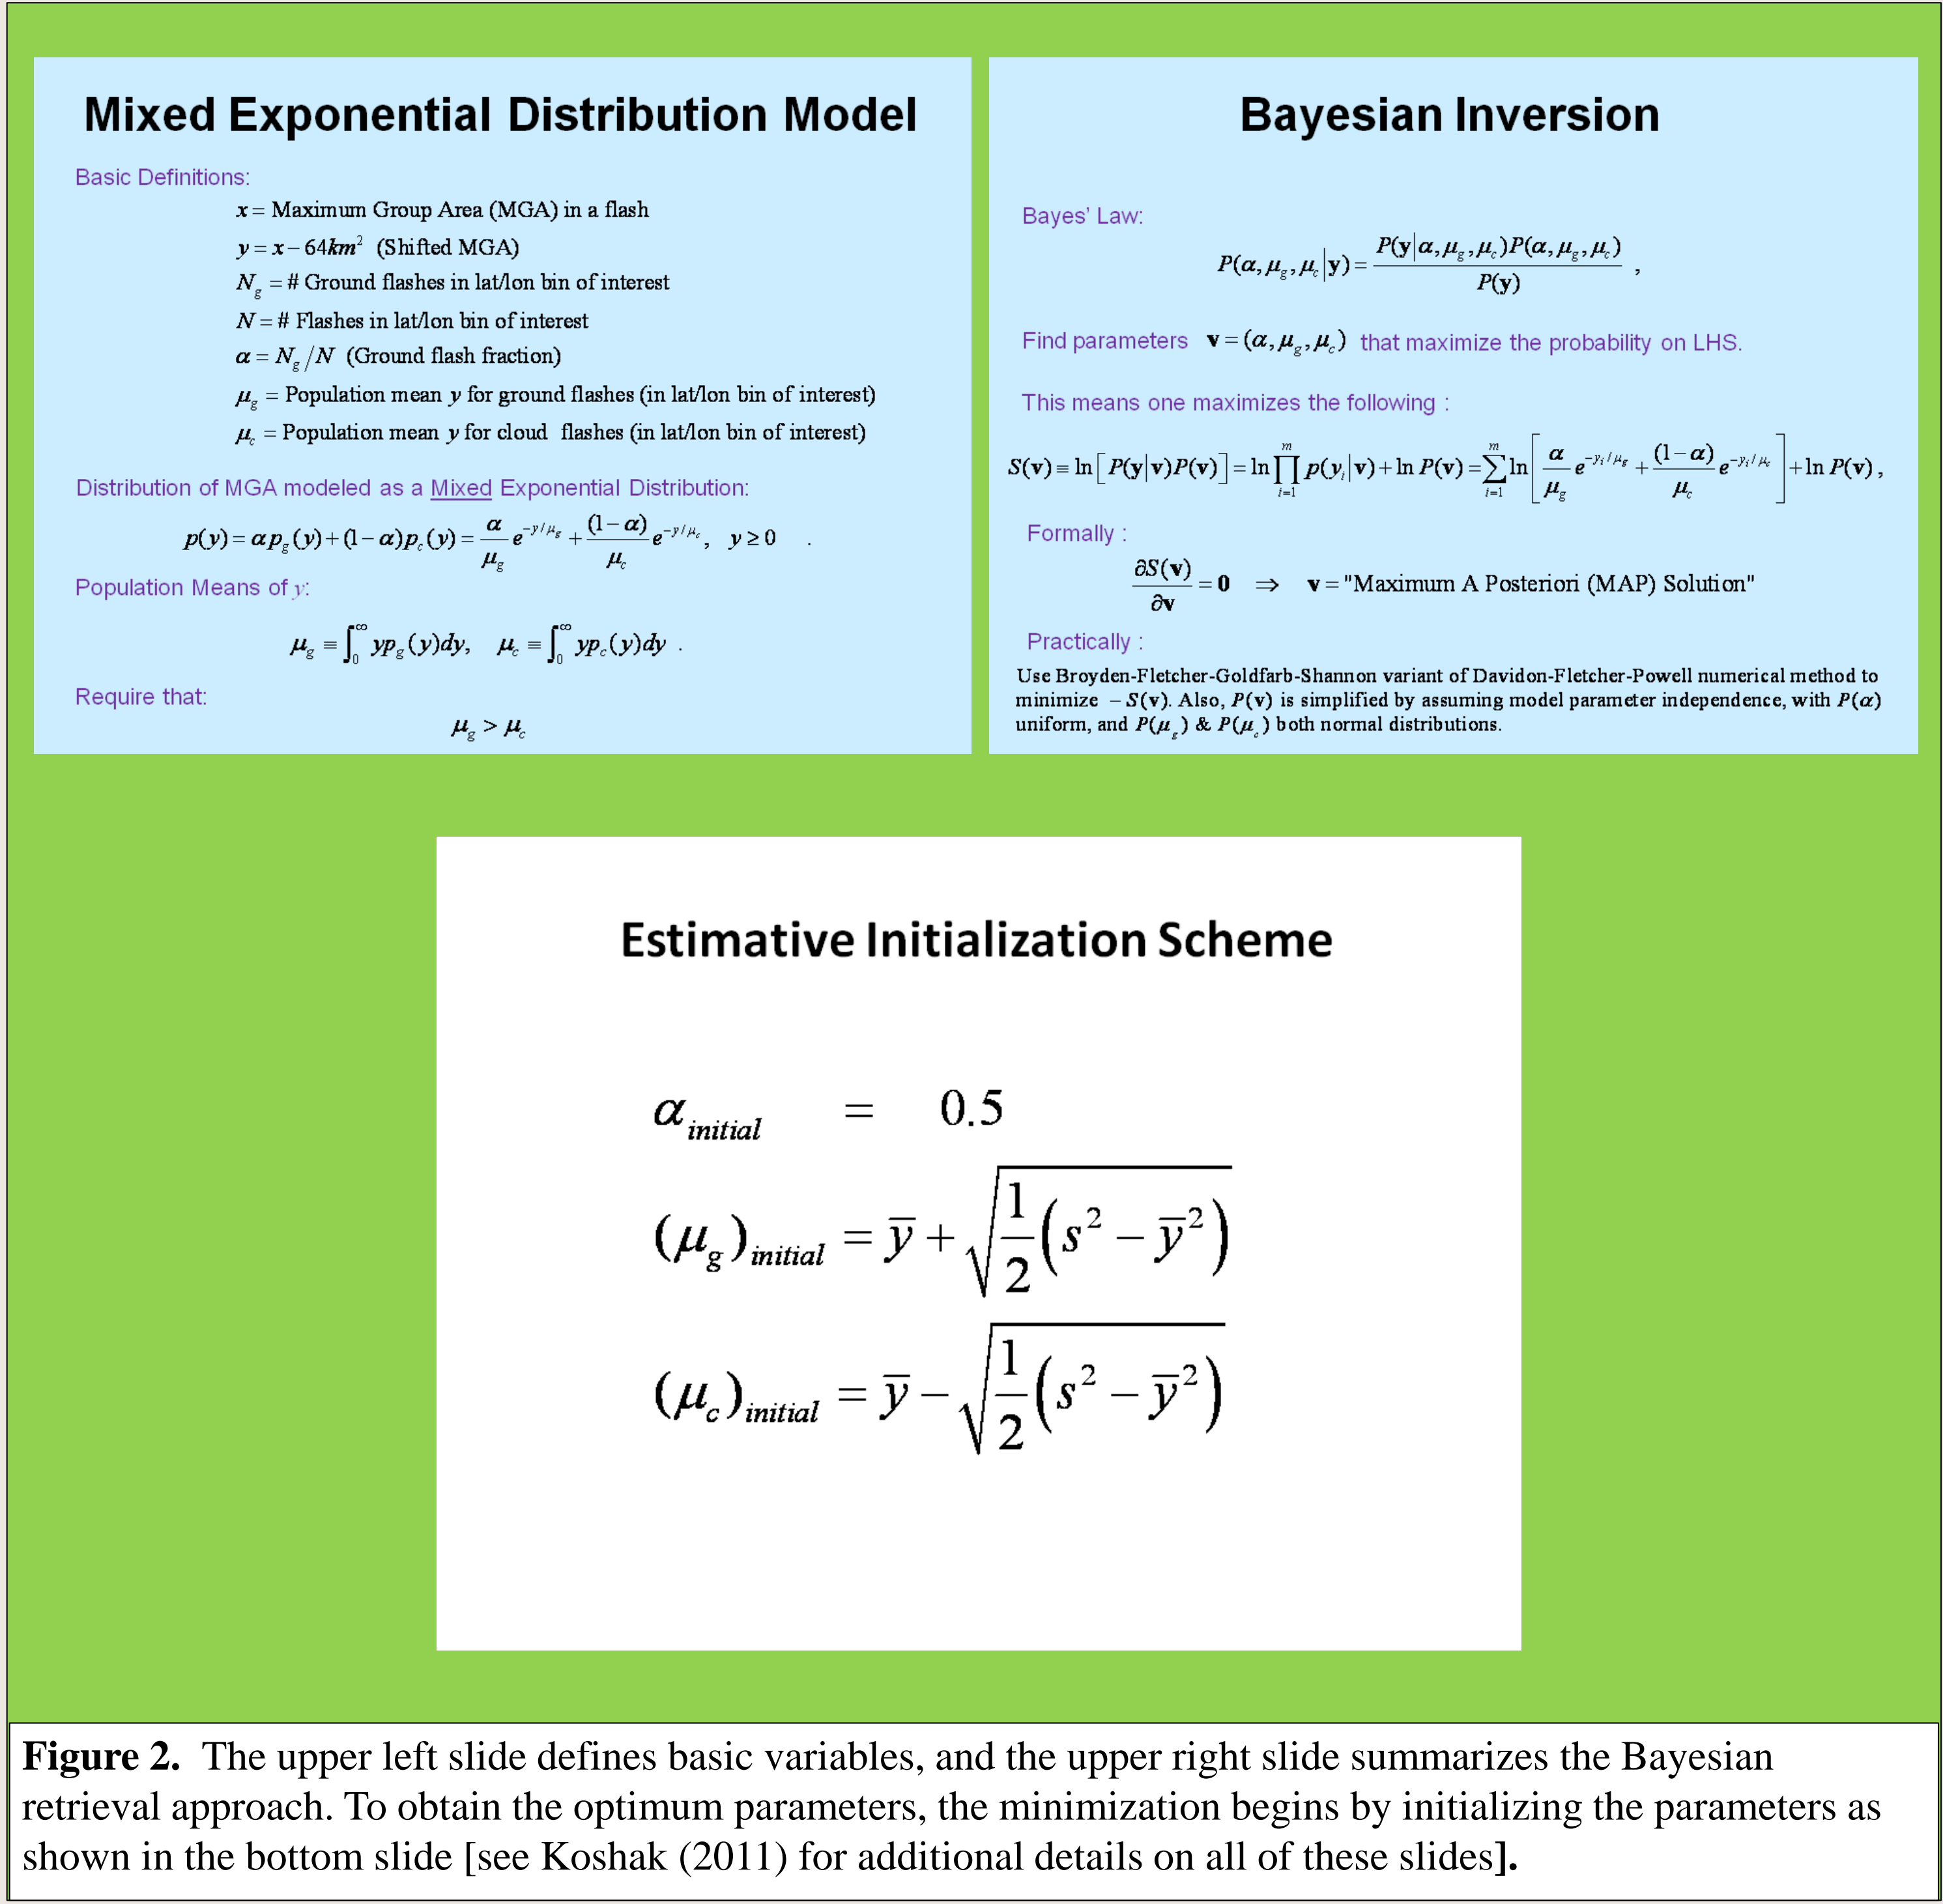 Mixed Exponential Distribution Model
Basic Definitions:
x = Maximum Group Area (MGA) in a flash
y = x − 64km² (Shifted MGA)
N_g = # Ground flashes in lat/lon bin of interest
N = # Flashes in lat/lon bin of interest
α = N_g/N (Ground flash fraction)
μ_g = Population mean y for ground flashes (in lat/lon bin of interest)
μ_c = Population mean y for cloud flashes (in lat/lon bin of interest)
Distribution of MGA modeled as a Mixed Exponential Distribution:
p(y) = αp_g(y) + (1−α)p_c(y) = α/μ_g e^{−y/μ_g} + (1−α)/μ_c e^{−y/μ_c}, y ≥ 0 .
Population Means of y:
μ_g ≡ ∫_0^∞ yp_g(y)dy, μ_c ≡ ∫_0^∞ yp_c(y)dy .
Require that:
μ_g > μ_c
Bayesian Inversion
Bayes' Law:
P(α, μ_g, μ_c|y) = P(y|α, μ_g, μ_c)P(α, μ_g, μ_c) / P(y) ,
Find parameters v = (α, μ_g, μ_c) that maximize the probability on LHS.
This means one maximizes the following :
S(v) ≡ ln[P(y|v)P(v)] = ln∏_{i=1}^m p(y_i|v) + ln P(v) = ∑_{i=1}^m ln[α/μ_g e^{−y_i/μ_g} + (1−α)/μ_c e^{−y_i/μ_c}] + ln P(v) ,
Formally :
∂S(v)/∂v = 0 ⇒ v = "Maximum A Posteriori (MAP) Solution"
Practically :
Use Broyden-Fletcher-Goldfarb-Shannon variant of Davidon-Fletcher-Powell numerical method to
minimize − S(v). Also, P(v) is simplified by assuming model parameter independence, with P(α)
uniform, and P(μ_g) & P(μ_c) both normal distributions.
Estimative Initialization Scheme
α_initial = 0.5
(μ_g)_initial = y̅ + √(1/2(s² − y̅²))
(μ_c)_initial = y̅ − √(1/2(s² − y̅²))
Figure 2. The upper left slide defines basic variables, and the upper right slide summarizes the Bayesian
retrieval approach. To obtain the optimum parameters, the minimization begins by initializing the parameters as
shown in the bottom slide [see Koshak (2011) for additional details on all of these slides].